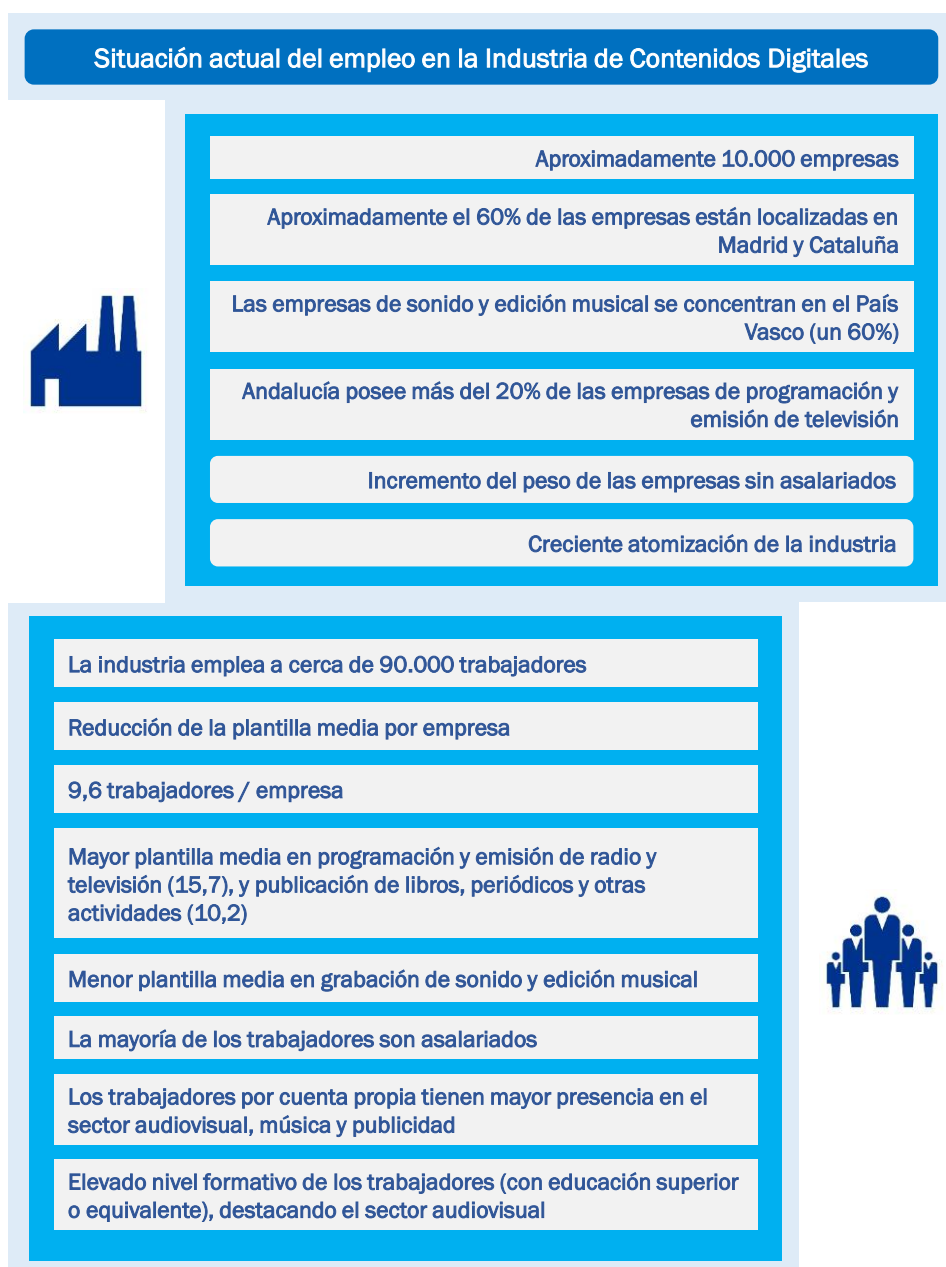 Situación actual del empleo en la Industria de Contenidos Digitales
Aproximadamente 10.000 empresas
Aproximadamente el 60% de las empresas están localizadas en
Madrid y Cataluña
Las empresas de sonido y edición musical se concentran en el País
Vasco (un 60%)
Andalucía posee más del 20% de las empresas de programación y
emisión de televisión
Incremento del peso de las empresas sin asalariados
Creciente atomización de la industria
La industria emplea a cerca de 90.000 trabajadores
Reducción de la plantilla media por empresa
9,6 trabajadores / empresa
Mayor plantilla media en programación y emisión de radio y
televisión (15,7), y publicación de libros, periódicos y otras
actividades (10,2)
Menor plantilla media en grabación de sonido y edición musical
La mayoría de los trabajadores son asalariados
Los trabajadores por cuenta propia tienen mayor presencia en el
sector audiovisual, música y publicidad
Elevado nivel formativo de los trabajadores (con educación superior
o equivalente), destacando el sector audiovisual